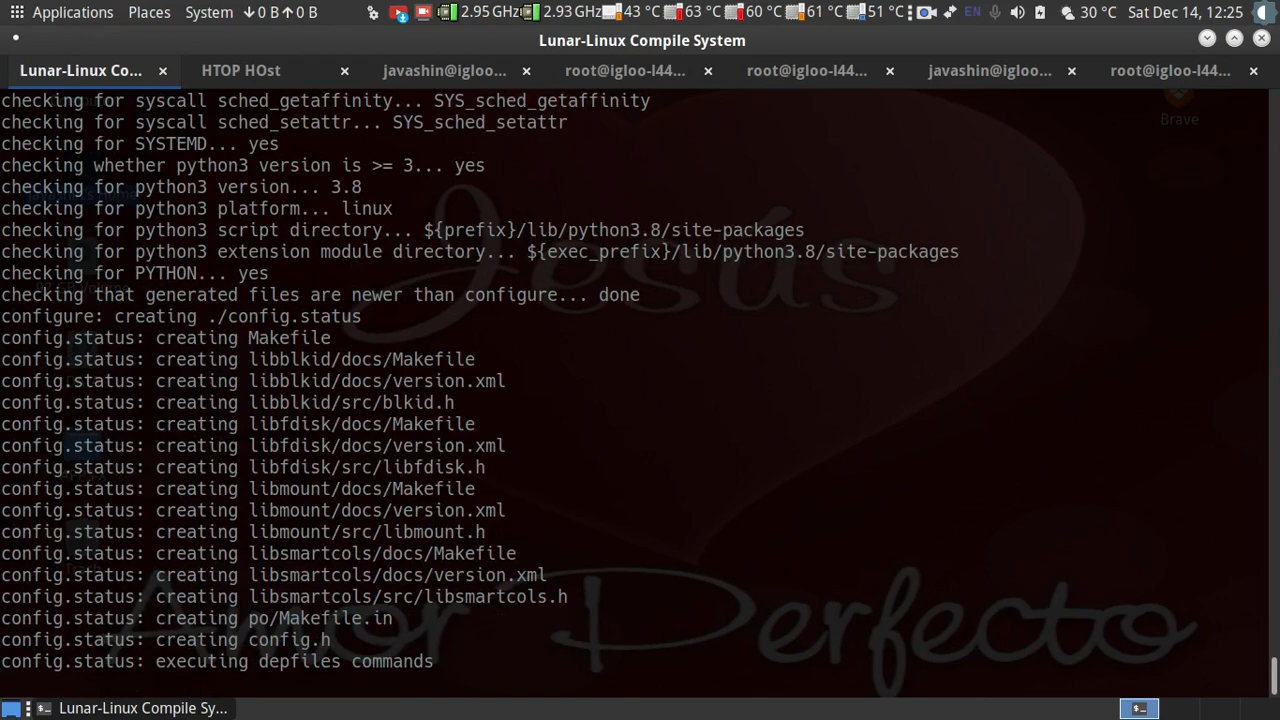 Applications Places System ↓0 B↑0 B 2.95 GHz 2.93 GHz 43 °C 63 °C 60 °C 61 °C 51 °C EN 30 °C Sat Dec 14, 12:25
Lunar-Linux Compile System
Lunar-Linux Co... HTOP HOst javashin@igloo... root@igloo-l44... root@igloo-l44... javashin@igloo... root@igloo-l44...
checking for syscall sched_getaffinity... SYS_sched_getaffinity
checking for syscall sched_setattr... SYS_sched_setattr
checking for SYSTEMD... yes
checking whether python3 version is >= 3... yes
checking for python3 version... 3.8
checking for python3 platform... linux
checking for python3 script directory... ${prefix}/lib/python3.8/site-packages
checking for python3 extension module directory... ${exec_prefix}/lib/python3.8/site-packages
checking for PYTHON... yes
checking that generated files are newer than configure... done
configure: creating ./config.status
config.status: creating Makefile
config.status: creating libblkid/docs/Makefile
config.status: creating libblkid/docs/version.xml
config.status: creating libblkid/src/blkid.h
config.status: creating libfdisk/docs/Makefile
config.status: creating libfdisk/docs/version.xml
config.status: creating libfdisk/src/libfdisk.h
config.status: creating libmount/docs/Makefile
config.status: creating libmount/docs/version.xml
config.status: creating libmount/src/libmount.h
config.status: creating libsmartcols/docs/Makefile
config.status: creating libsmartcols/docs/version.xml
config.status: creating libsmartcols/src/libsmartcols.h
config.status: creating po/Makefile.in
config.status: creating config.h
config.status: executing depfiles commands
Brave
Jesús
Amor Perfecto
Lunar-Linux Compile Sy...